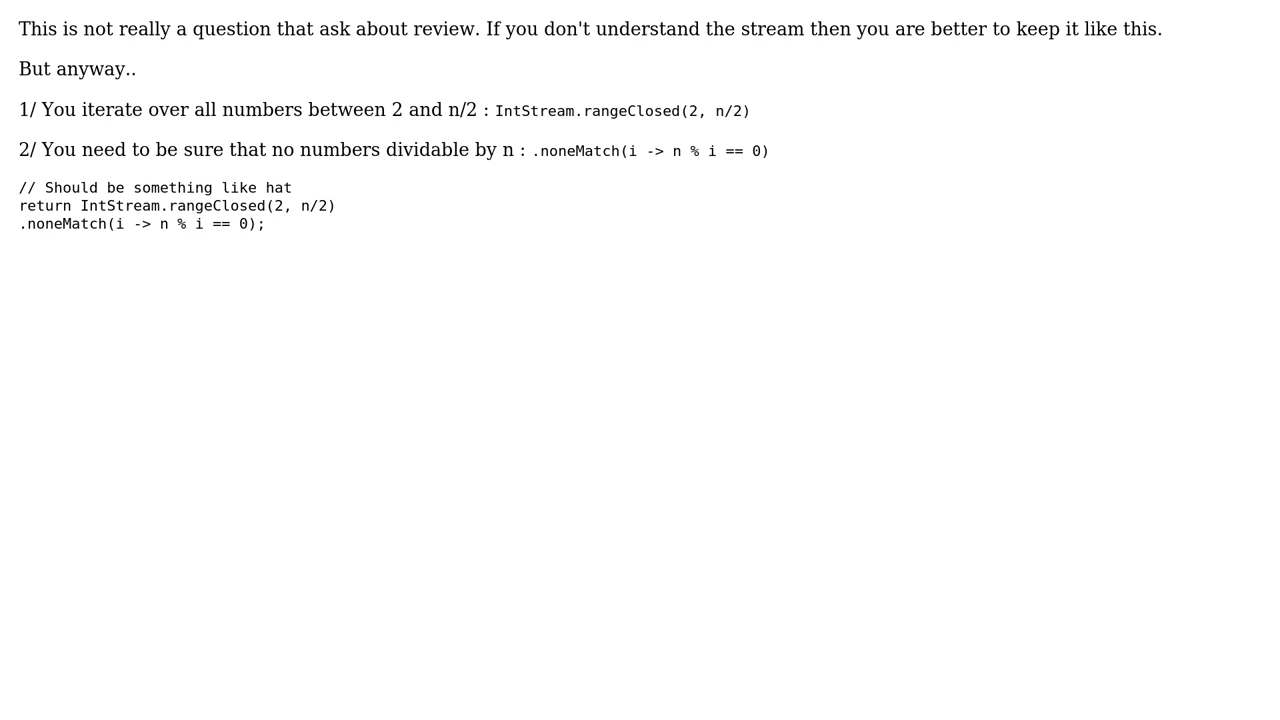 This is not really a question that ask about review. If you don't understand the stream then you are better to keep it like this.
But anyway..
1/ You iterate over all numbers between 2 and n/2 : IntStream.rangeClosed(2, n/2)
2/ You need to be sure that no numbers dividable by n : .noneMatch(i -> n % i == 0)
// Should be something like hat
return IntStream.rangeClosed(2, n/2)
.noneMatch(i -> n % i == 0);